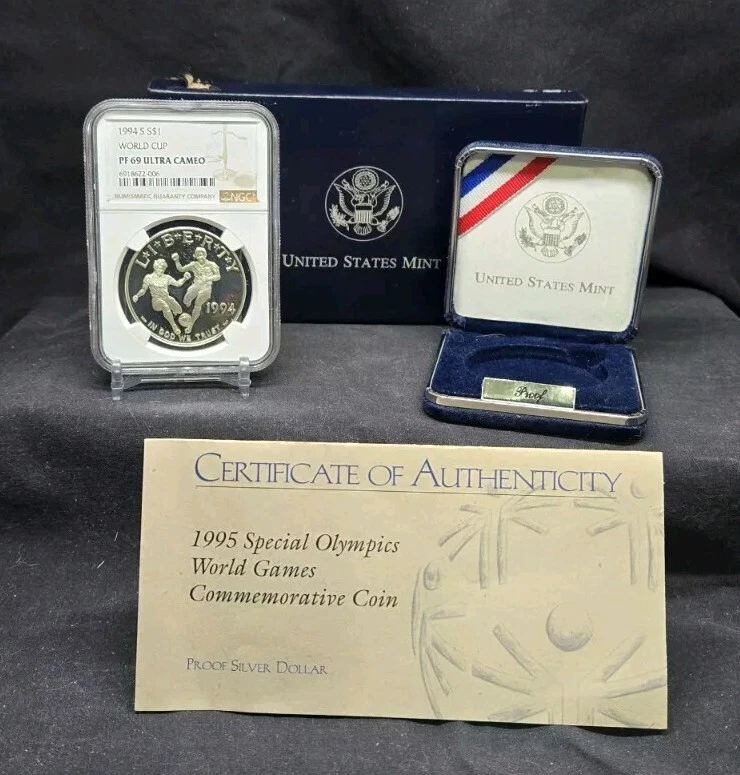 1994 S S$1
WORLD CUP
PF 69 ULTRA CAMEO
6918622-006
NUMISMATIC GUARANTY COMPANY NGC
L·I·B·E·R·T·Y
1994
IN GOD WE TRUST
UNITED STATES MINT
UNITED STATES MINT
Proof
CERTIFICATE OF AUTHENTICITY
1995 Special Olympics
World Games
Commemorative Coin
PROOF SILVER DOLLAR